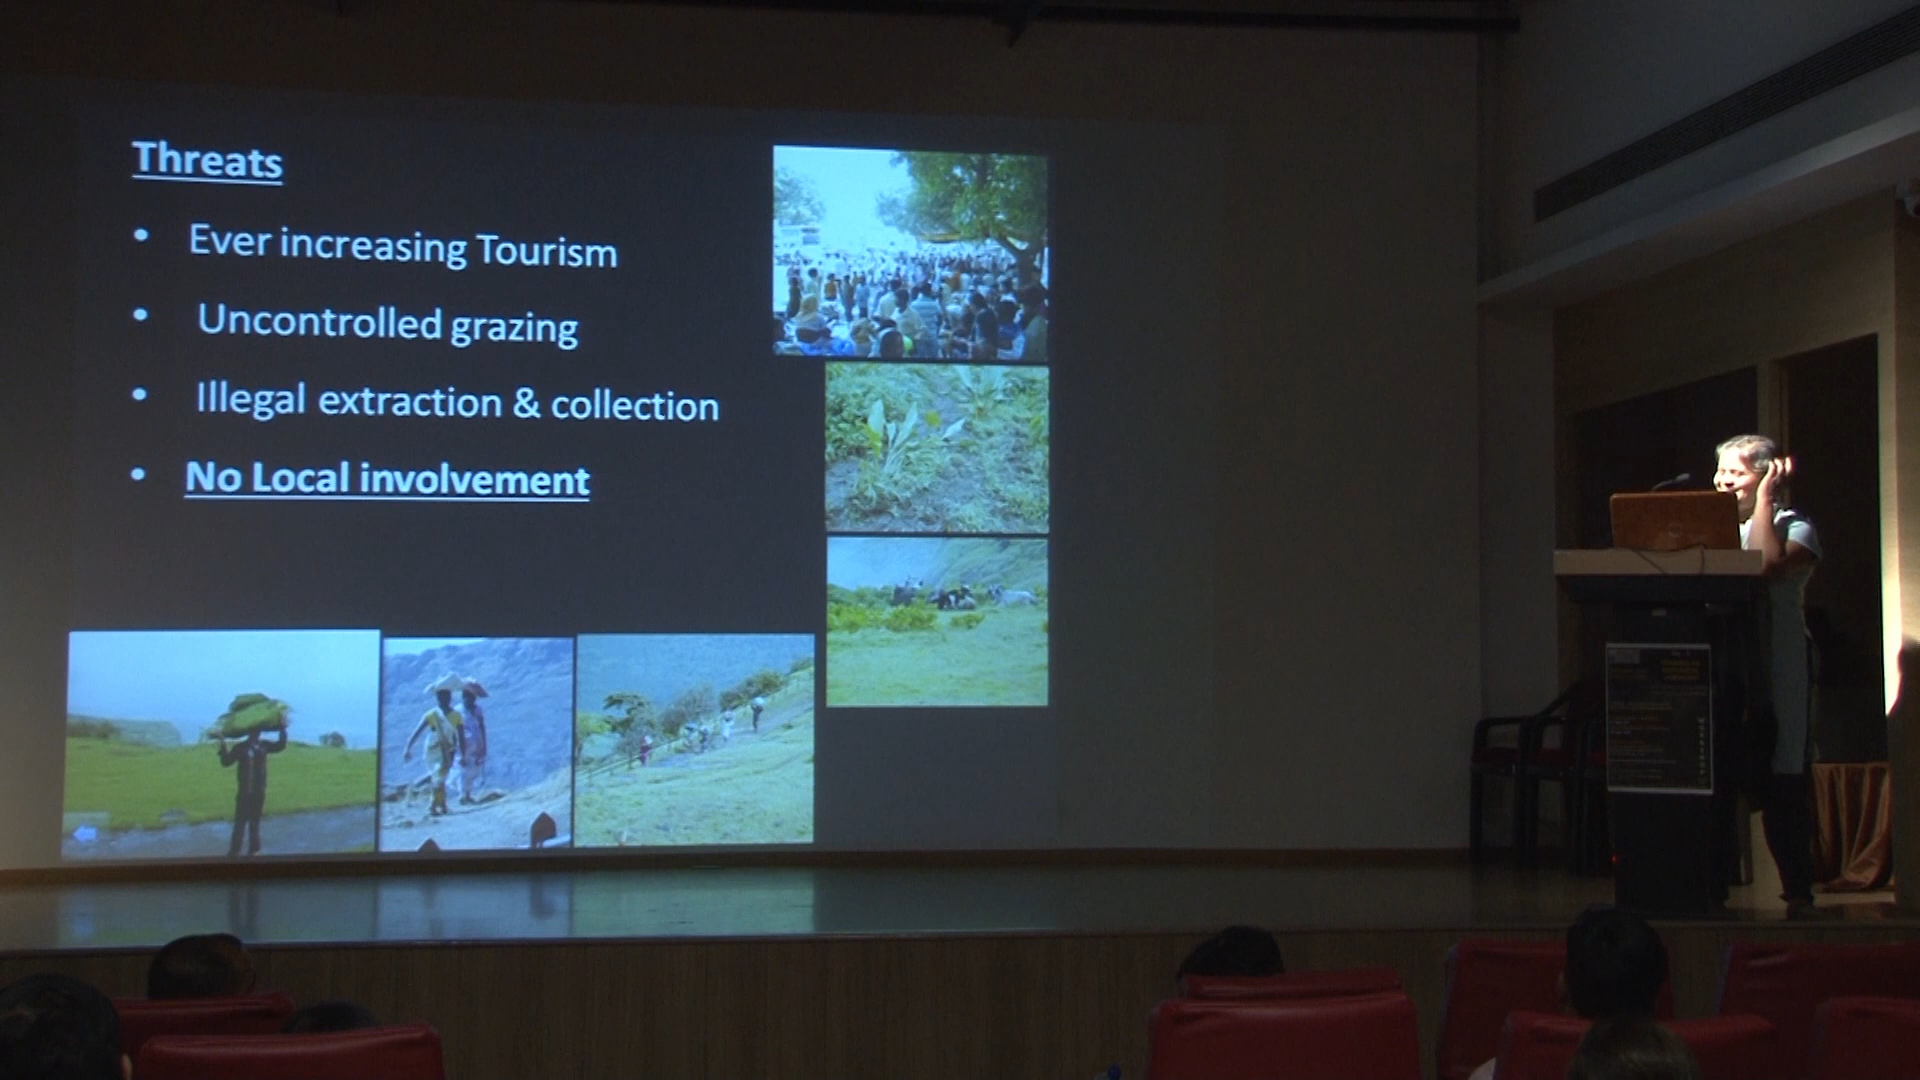 Threats
• Ever increasing Tourism
• Uncontrolled grazing
• Illegal extraction & collection
• No Local involvement